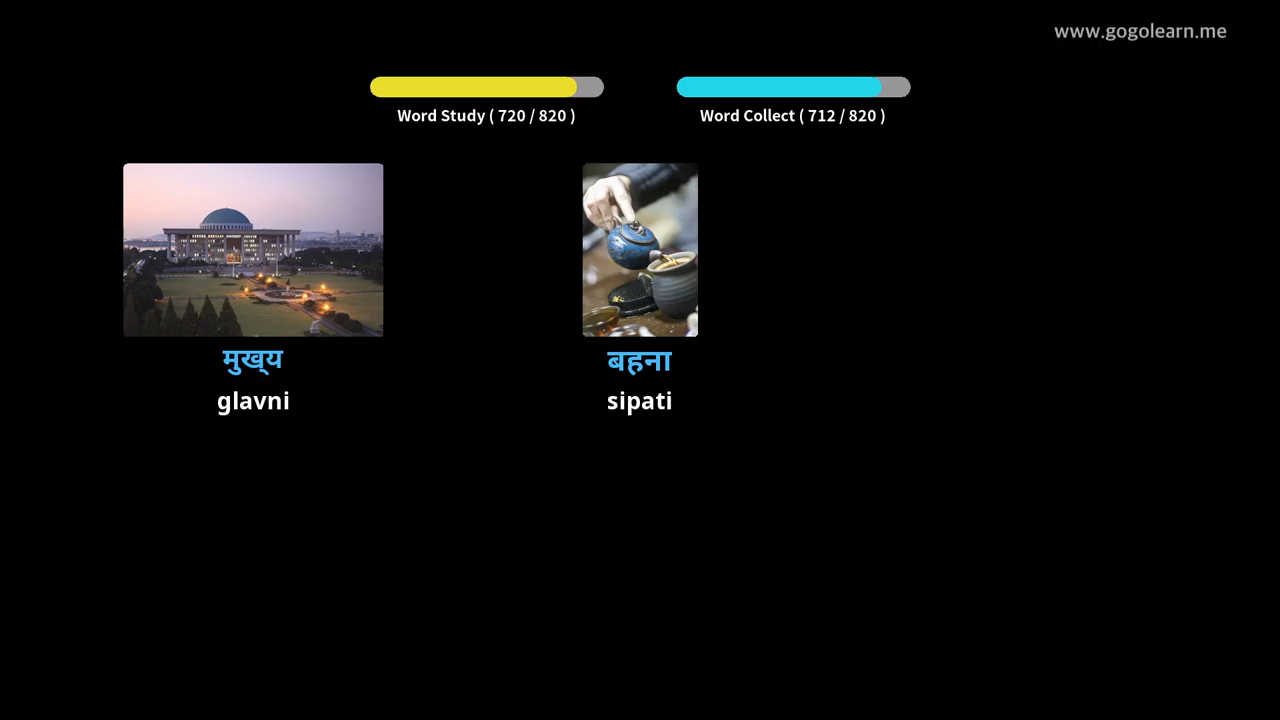 www.gogolearn.me
Word Study ( 720 / 820 )
Word Collect ( 712 / 820 )
मुख्य
बहना
glavni
sipati